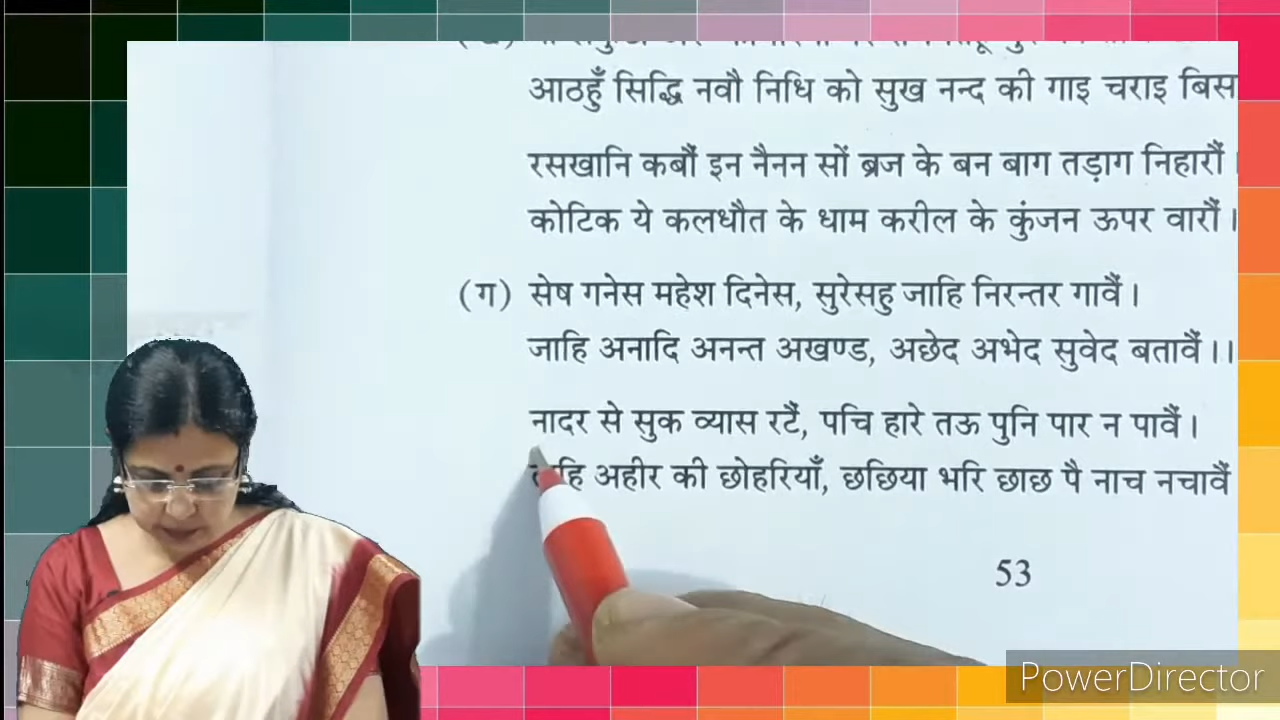 आठहुँ सिद्धि नवौ निधि को सुख नन्द की गाइ चराइ बिस
रसखानि कबौं इन नैनन सों ब्रज के बन बाग तड़ाग निहारौं।
कोटिक ये कलधौत के धाम करील के कुंजन ऊपर वारौं।
(ग) सेष गनेस महेश दिनेस, सुरेसहु जाहि निरन्तर गावैं।
जाहि अनादि अनन्त अखण्ड, अछेद अभेद सुवेद बतावैं।।
नादर से सुक व्यास रटैं, पचि हारे तऊ पुनि पार न पावैं।
अहीर की छोहरियाँ, छछिया भरि छाछ पै नाच नचावैं
53
PowerDirector